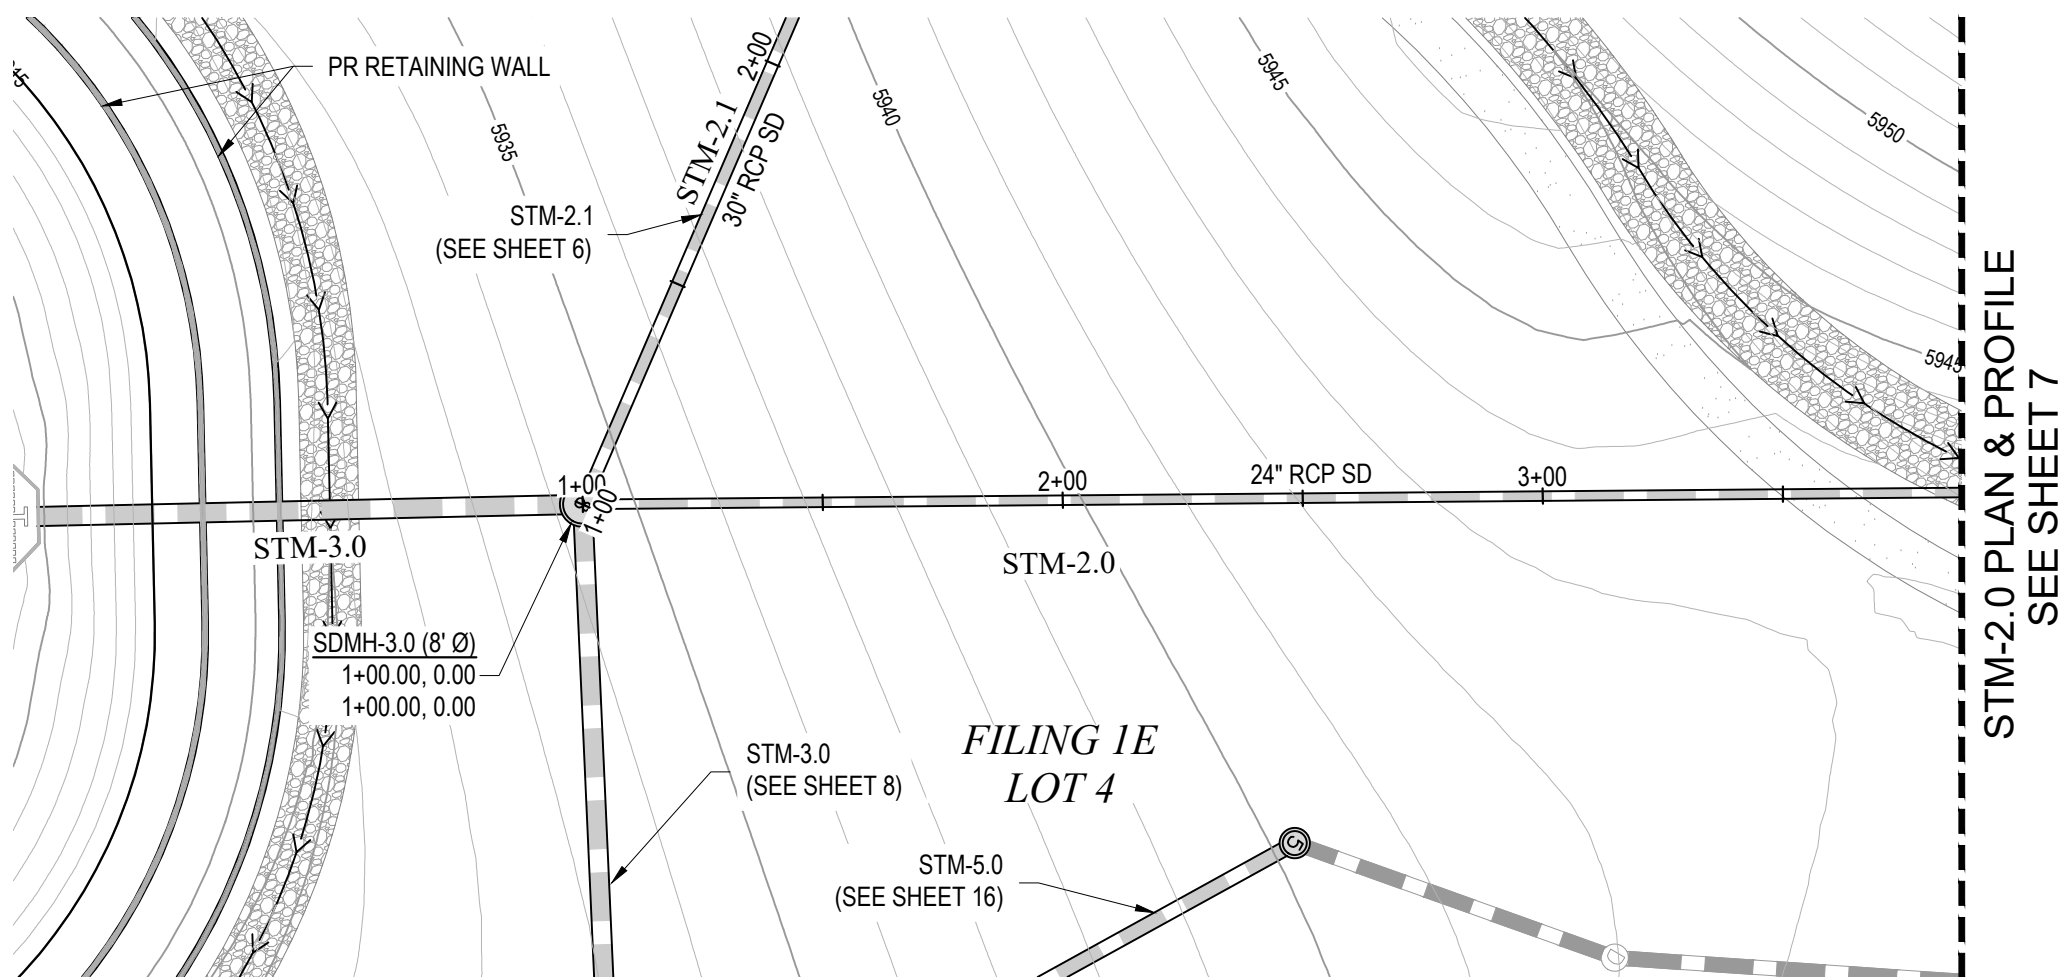 PR RETAINING WALL
5935
2+00
STM-2.1
30" RCP SD
5940
5945
5950
STM-2.1
(SEE SHEET 6)
5945
1+00
1+00
2+00
24" RCP SD
3+00
STM-3.0
STM-2.0
SDMH-3.0 (8' Ø)
1+00.00, 0.00
1+00.00, 0.00
STM-3.0
(SEE SHEET 8)
FILING 1E
LOT 4
STM-5.0
(SEE SHEET 16)
5
STM-2.0 PLAN & PROFILE
SEE SHEET 7